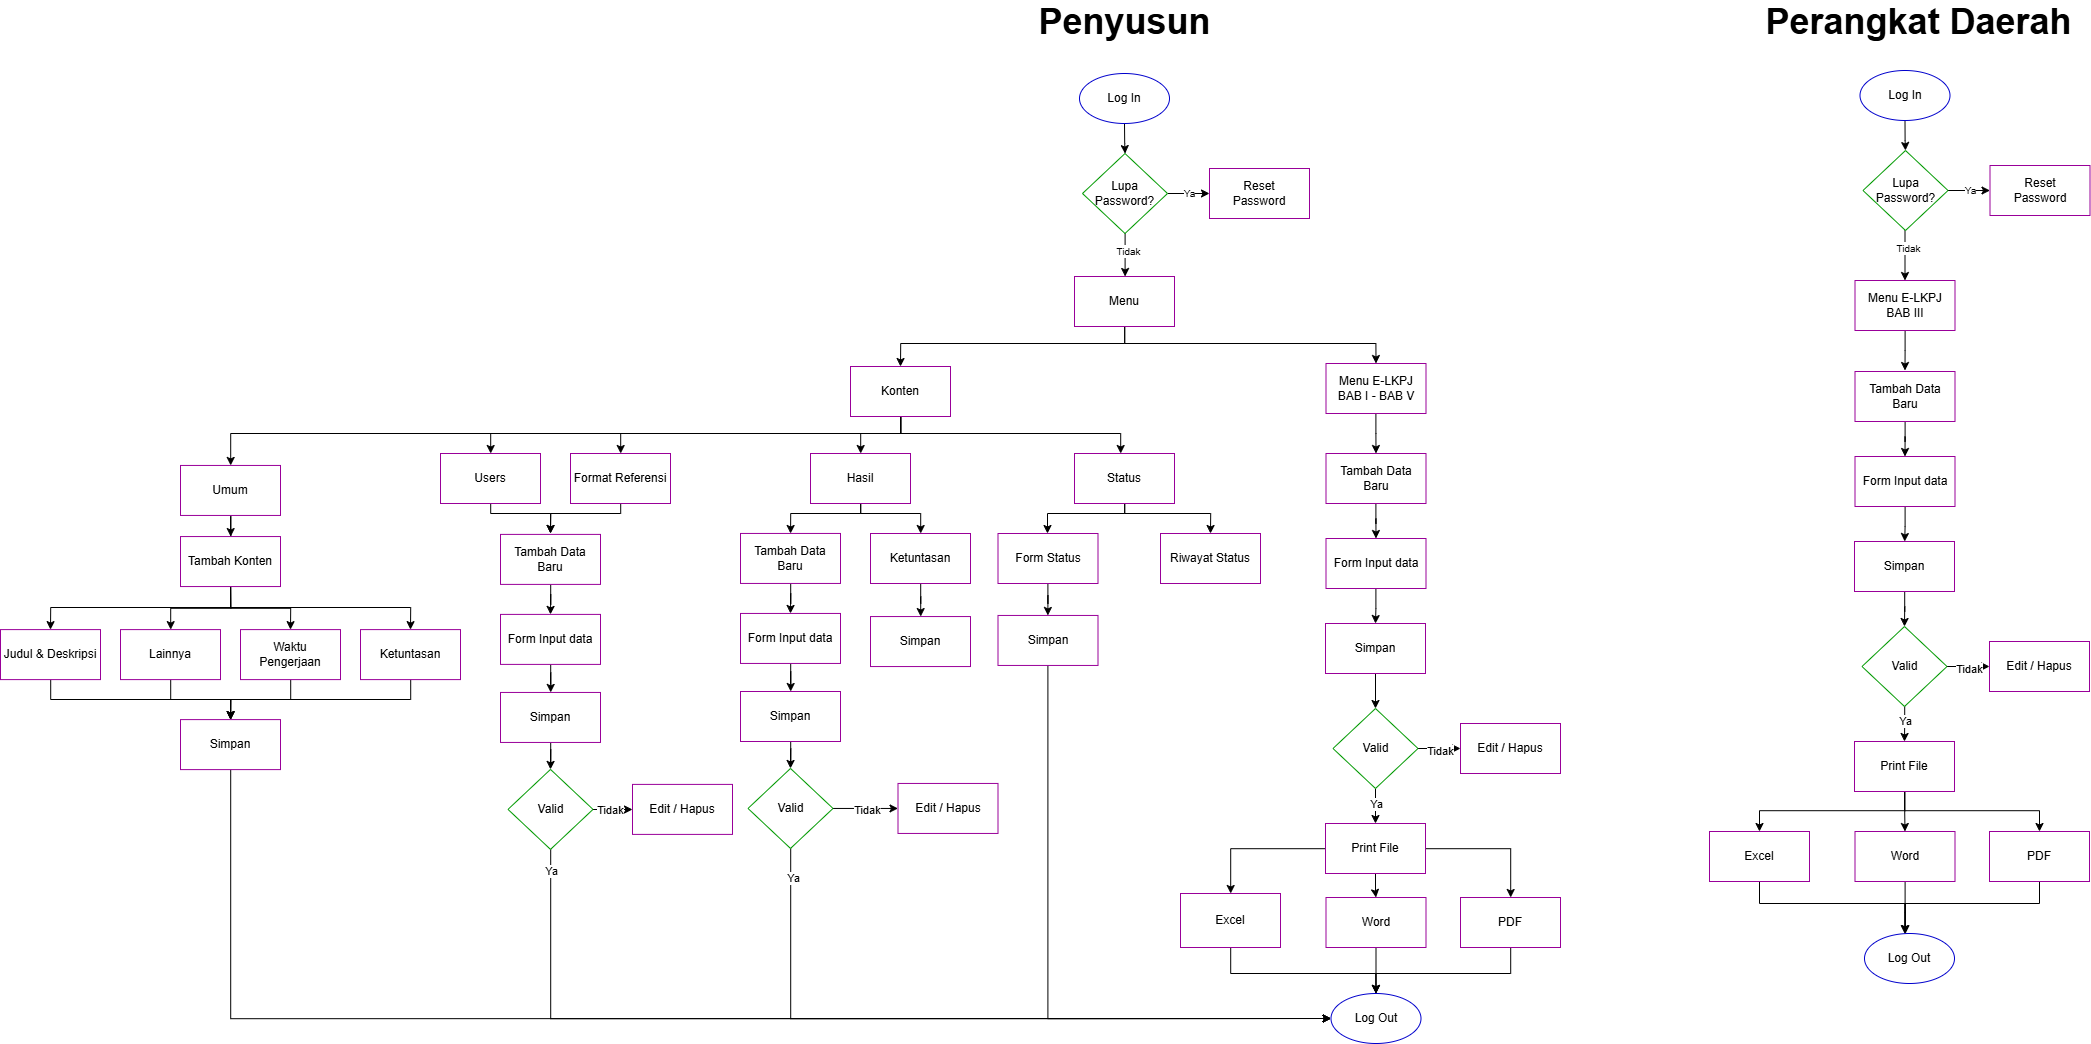 Penyusun
Perangkat Daerah
Log In
Lupa
Password?
Ya
Reset
Password
Tidak
Menu
Konten
Menu E-LKPJ
BAB I - BAB V
Umum
Users
Format Referensi
Hasil
Status
Tambah Data
Baru
Tambah Konten
Tambah Data
Baru
Tambah Data
Baru
Ketuntasan
Form Status
Riwayat Status
Form Input data
Judul & Deskripsi
Lainnya
Waktu
Pengerjaan
Ketuntasan
Form Input data
Form Input data
Simpan
Simpan
Simpan
Simpan
Simpan
Simpan
Valid
Tidak
Edit / Hapus
Valid
Tidak
Edit / Hapus
Valid
Tidak
Edit / Hapus
Ya
Ya
Ya
Print File
Excel
Word
PDF
Log Out
Log In
Lupa
Password?
Ya
Reset
Password
Tidak
Menu E-LKPJ
BAB III
Tambah Data
Baru
Form Input data
Simpan
Valid
Tidak
Edit / Hapus
Ya
Print File
Excel
Word
PDF
Log Out